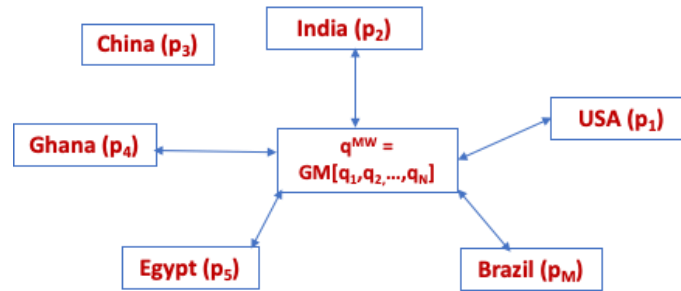 India (p₂)
China (p₃)
USA (p₁)
Ghana (p₄)
qᴹᵂ =
GM[q₁,q₂,...,qN]
Egypt (p₅)
Brazil (pM)